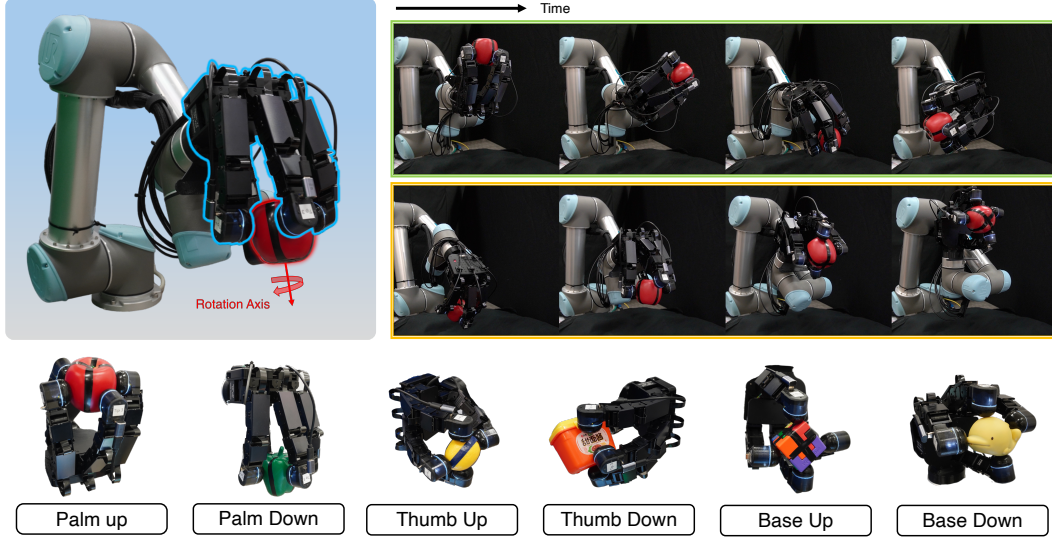 Time
Rotation Axis
Palm up
Palm Down
Thumb Up
Thumb Down
Base Up
Base Down